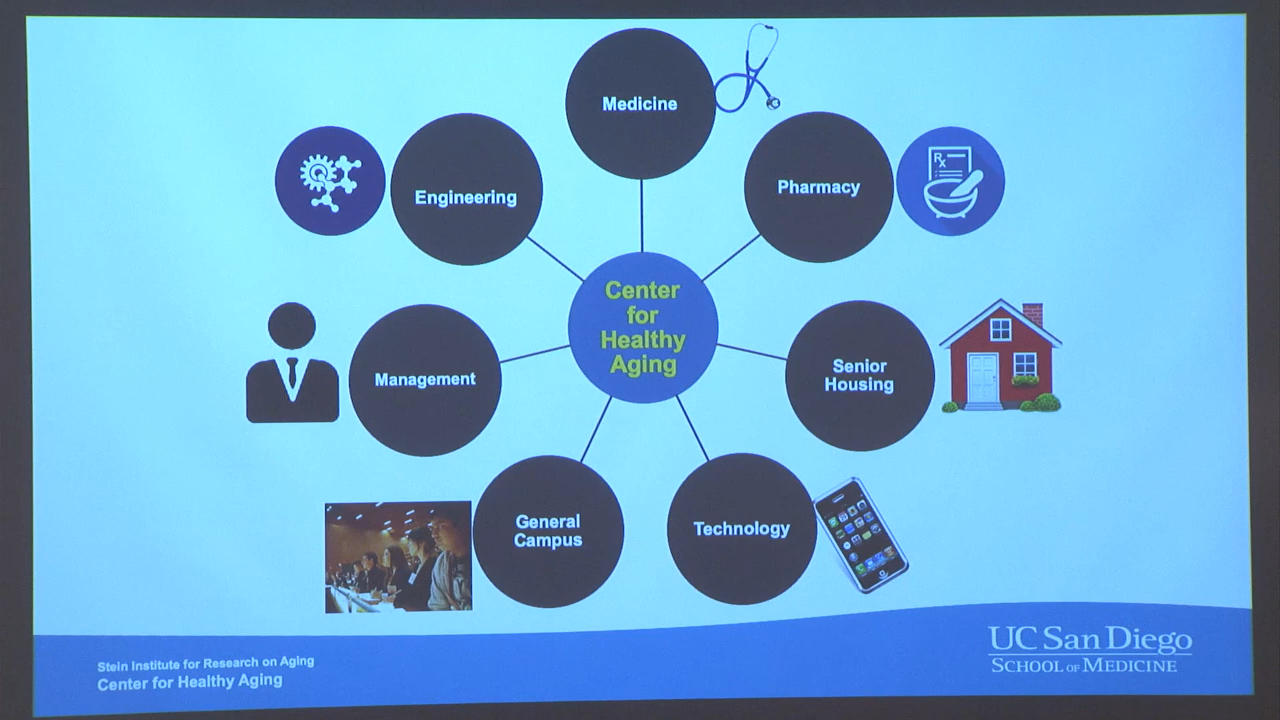 Medicine
Engineering
Pharmacy
Rx
Center
for
Healthy
Aging
Management
Senior
Housing
General
Campus
Technology
Stein Institute for Research on Aging
Center for Healthy Aging
UC San Diego
SCHOOL OF MEDICINE